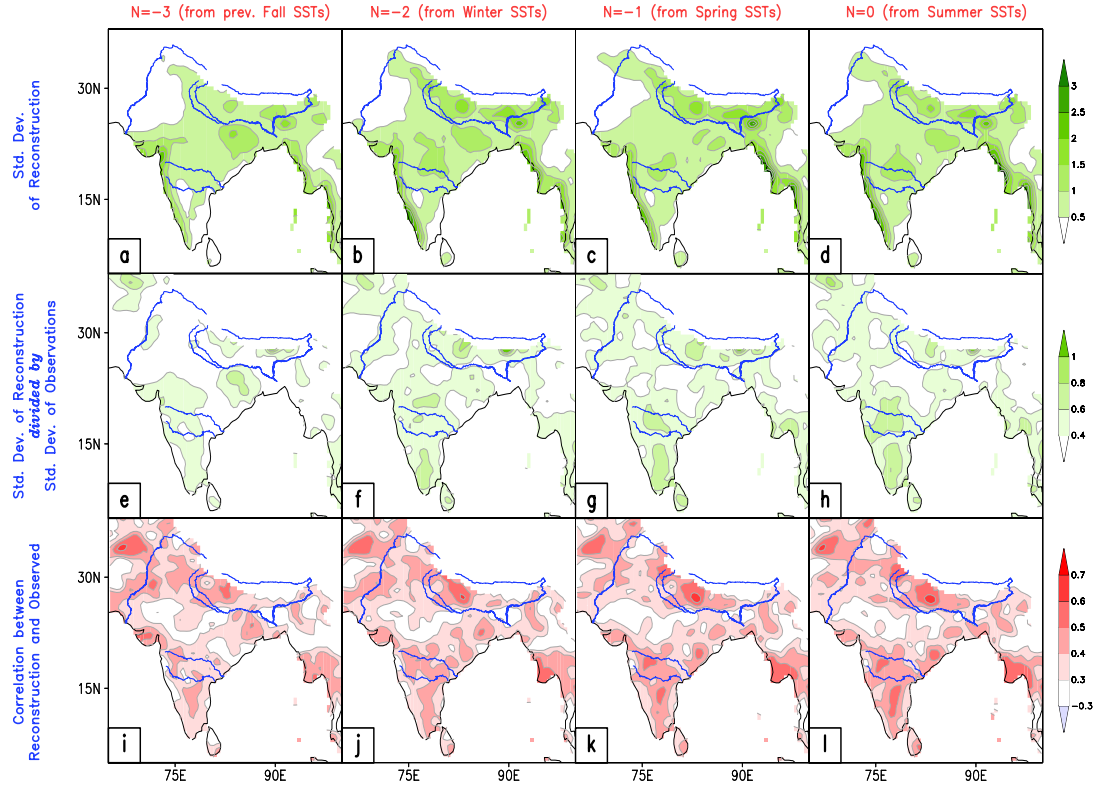 N=−3 (from prev. Fall SSTs)
N=−2 (from Winter SSTs)
N=−1 (from Spring SSTs)
N=0 (from Summer SSTs)
Std. Dev.
of Reconstruction
30N
15N
a
b
c
d
3
2.5
2
1.5
1
0.5
Std. Dev. of Reconstruction
divided by
Std. Dev. of Observations
30N
15N
e
f
g
h
1
0.8
0.6
0.4
Correlation between
Reconstruction and Observed
30N
15N
i
j
k
l
0.7
0.6
0.5
0.4
0.3
−0.3
75E
90E
75E
90E
75E
90E
75E
90E